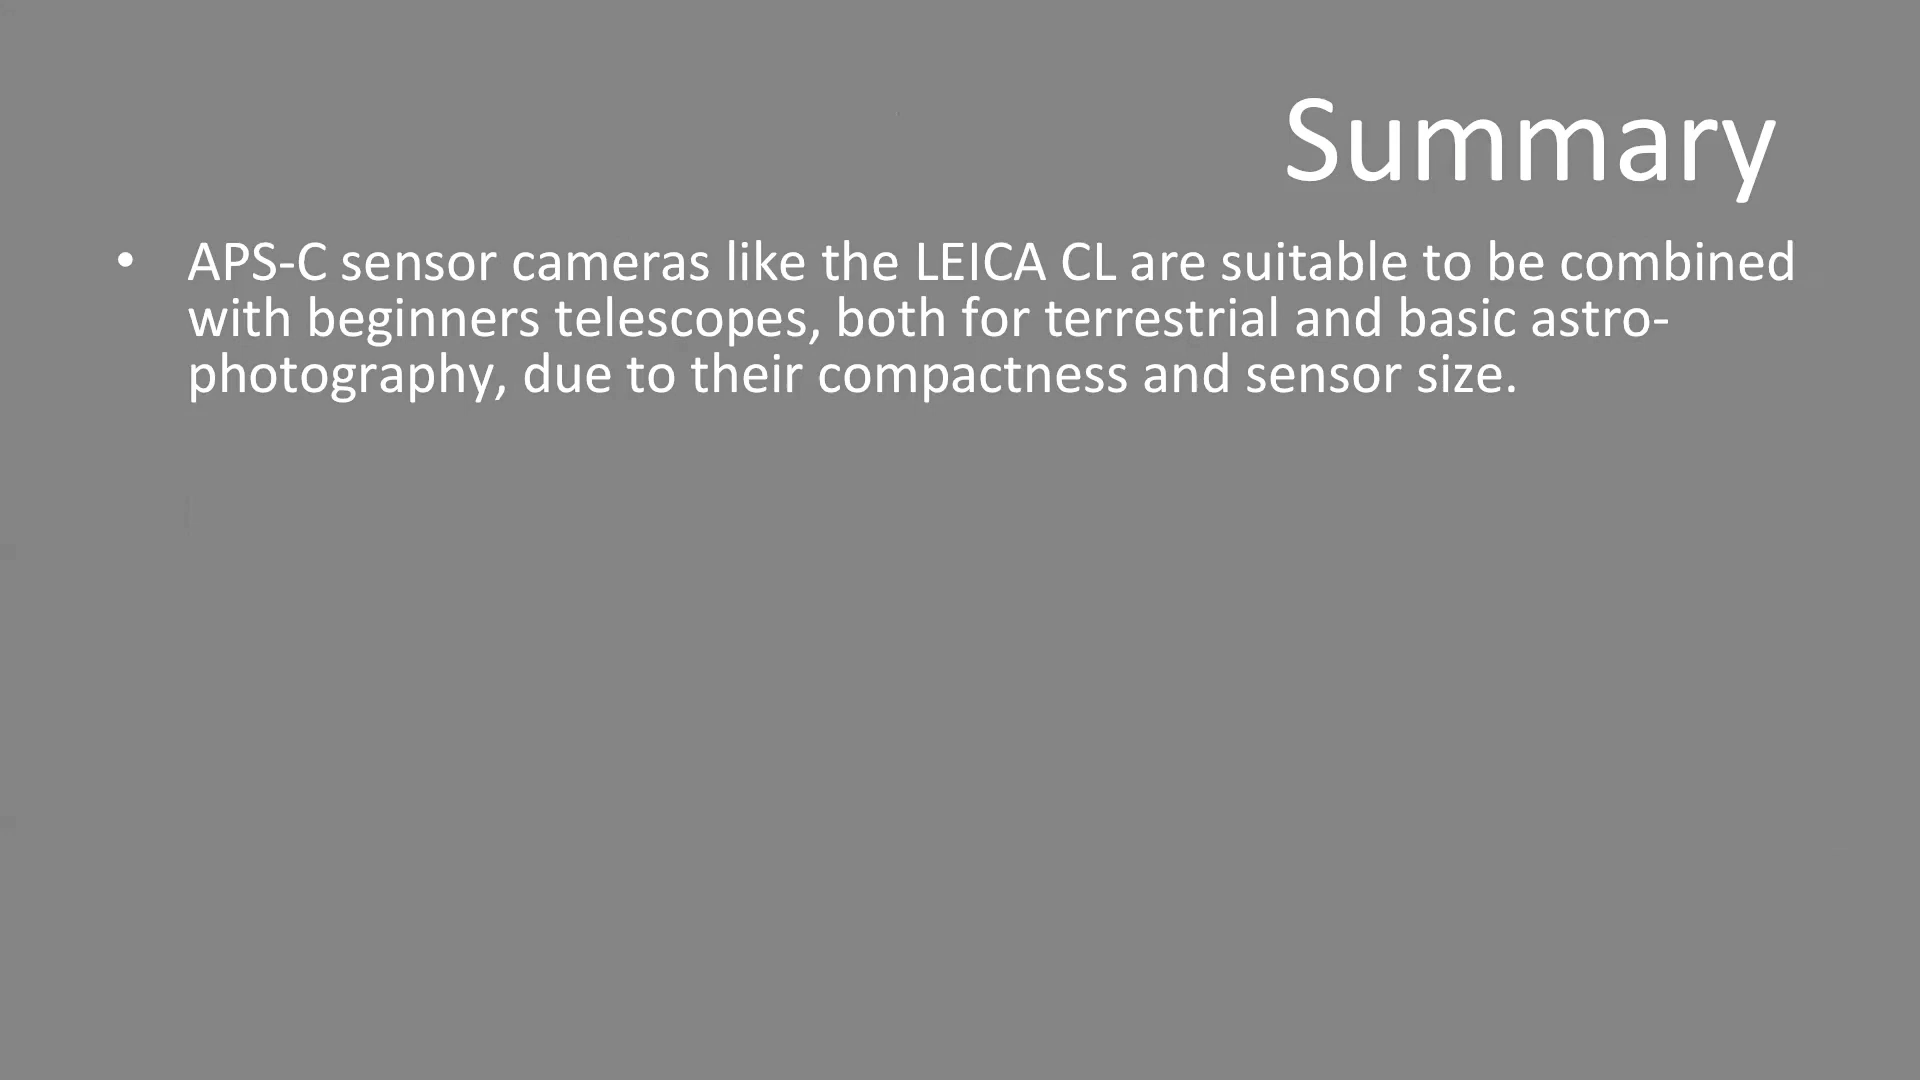 Summary
• APS-C sensor cameras like the LEICA CL are suitable to be combined
with beginners telescopes, both for terrestrial and basic astro-
photography, due to their compactness and sensor size.